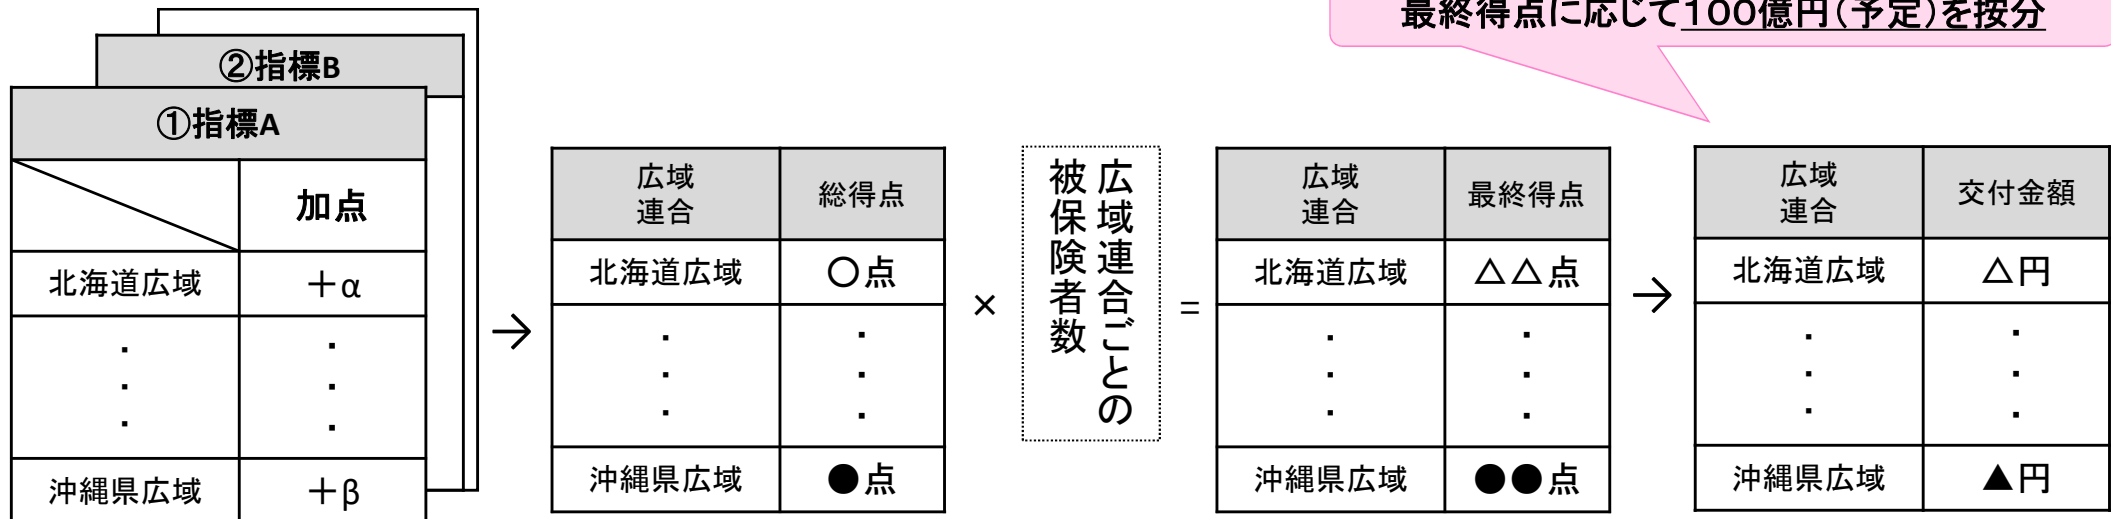 最終得点に応じて100億円(予定)を按分
②指標B
①指標A
加点
北海道広域 +α
・ ・
・ ・
・ ・
沖縄県広域 +β
→
広域
連合
総得点
北海道広域 ○点
・ ・
・ ・
・ ・
沖縄県広域 ●点
×
広域連合ごとの
被保険者数
=
広域
連合
最終得点
北海道広域 △△点
・ ・
・ ・
・ ・
沖縄県広域 ●●点
→
広域
連合
交付金額
北海道広域 △円
・ ・
・ ・
・ ・
沖縄県広域 ▲円